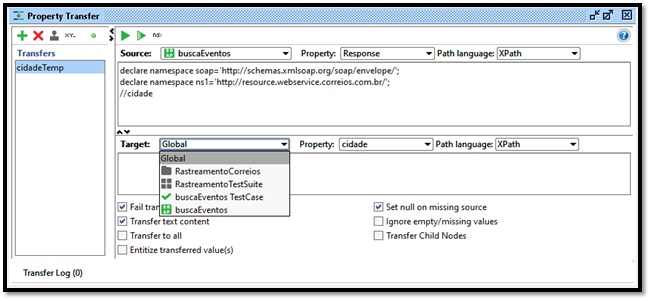 Property Transfer
Transfers
cidadeTemp
Source: buscaEventos Property: Response Path language: XPath
declare namespace soap='http://schemas.xmlsoap.org/soap/envelope/';
declare namespace ns1='http://resource.webservice.correios.com.br/';
//cidade
Target: Global Property: cidade Path language: XPath
Global
RastreamentoCorreios
RastreamentoTestSuite
buscaEventos TestCase
buscaEventos
Fail tran
Set null on missing source
Transfer text content
Ignore empty/missing values
Transfer to all
Transfer Child Nodes
Entitize transferred value(s)
Transfer Log (0)